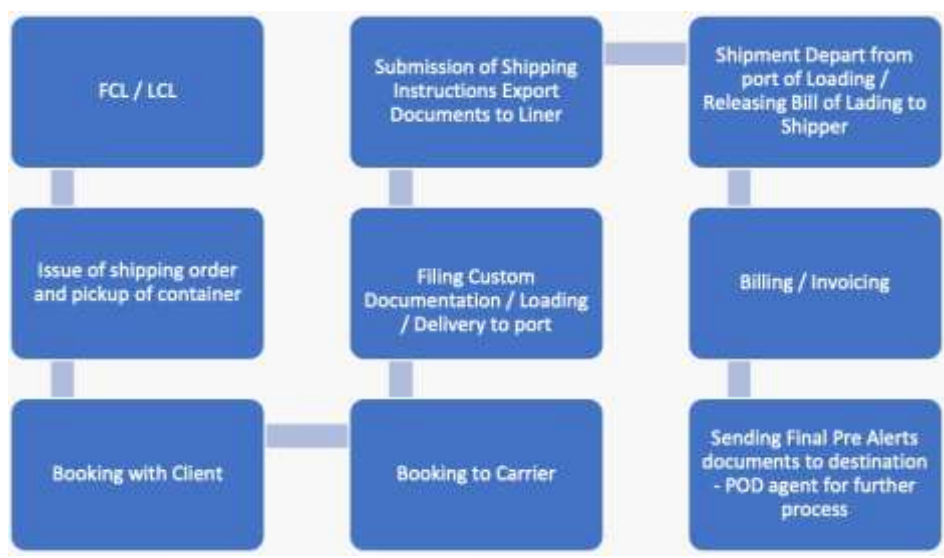 FCL / LCL
Issue of shipping order
and pickup of container
Booking with Client
Booking to Carrier
Filing Custom
Documentation / Loading
/ Delivery to port
Submission of Shipping
Instructions Export
Documents to Liner
Shipment Depart from
port of Loading /
Releasing Bill of Lading to
Shipper
Billing / Invoicing
Sending Final Pre Alerts
documents to destination
- POD agent for further
process